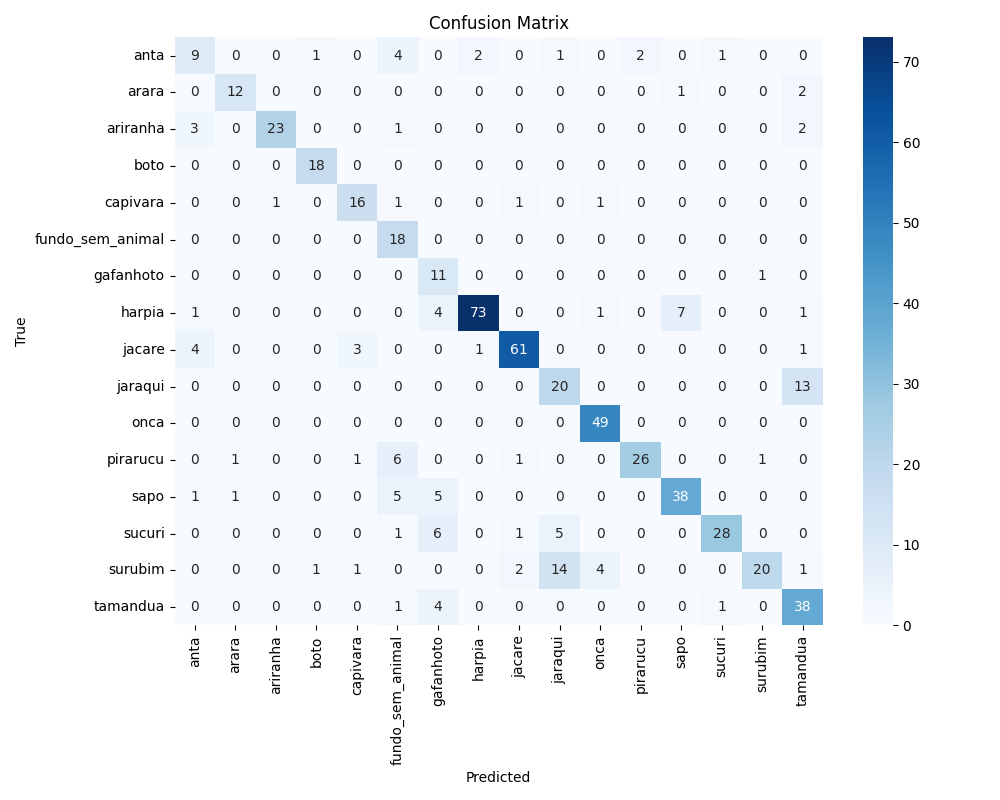 Confusion Matrix
True
anta 9 0 0 1 0 4 0 2 0 1 0 2 0 1 0 0
arara 0 12 0 0 0 0 0 0 0 0 0 0 1 0 0 2
ariranha 3 0 23 0 0 1 0 0 0 0 0 0 0 0 0 2
boto 0 0 0 18 0 0 0 0 0 0 0 0 0 0 0 0
capivara 0 0 1 0 16 1 0 0 1 0 1 0 0 0 0 0
fundo_sem_animal 0 0 0 0 0 18 0 0 0 0 0 0 0 0 0 0
gafanhoto 0 0 0 0 0 0 11 0 0 0 0 0 0 0 1 0
harpia 1 0 0 0 0 0 4 73 0 0 1 0 7 0 0 1
jacare 4 0 0 0 3 0 0 1 61 0 0 0 0 0 0 1
jaraqui 0 0 0 0 0 0 0 0 0 20 0 0 0 0 0 13
onca 0 0 0 0 0 0 0 0 0 0 49 0 0 0 0 0
pirarucu 0 1 0 0 1 6 0 0 1 0 0 26 0 0 1 0
sapo 1 1 0 0 0 5 5 0 0 0 0 0 38 0 0 0
sucuri 0 0 0 0 0 1 6 0 1 5 0 0 0 28 0 0
surubim 0 0 0 1 1 0 0 0 2 14 4 0 0 0 20 1
tamandua 0 0 0 0 0 1 4 0 0 0 0 0 0 1 0 38
anta arara ariranha boto capivara fundo_sem_animal gafanhoto harpia jacare jaraqui onca pirarucu sapo sucuri surubim tamandua
Predicted
70
60
50
40
30
20
10
0